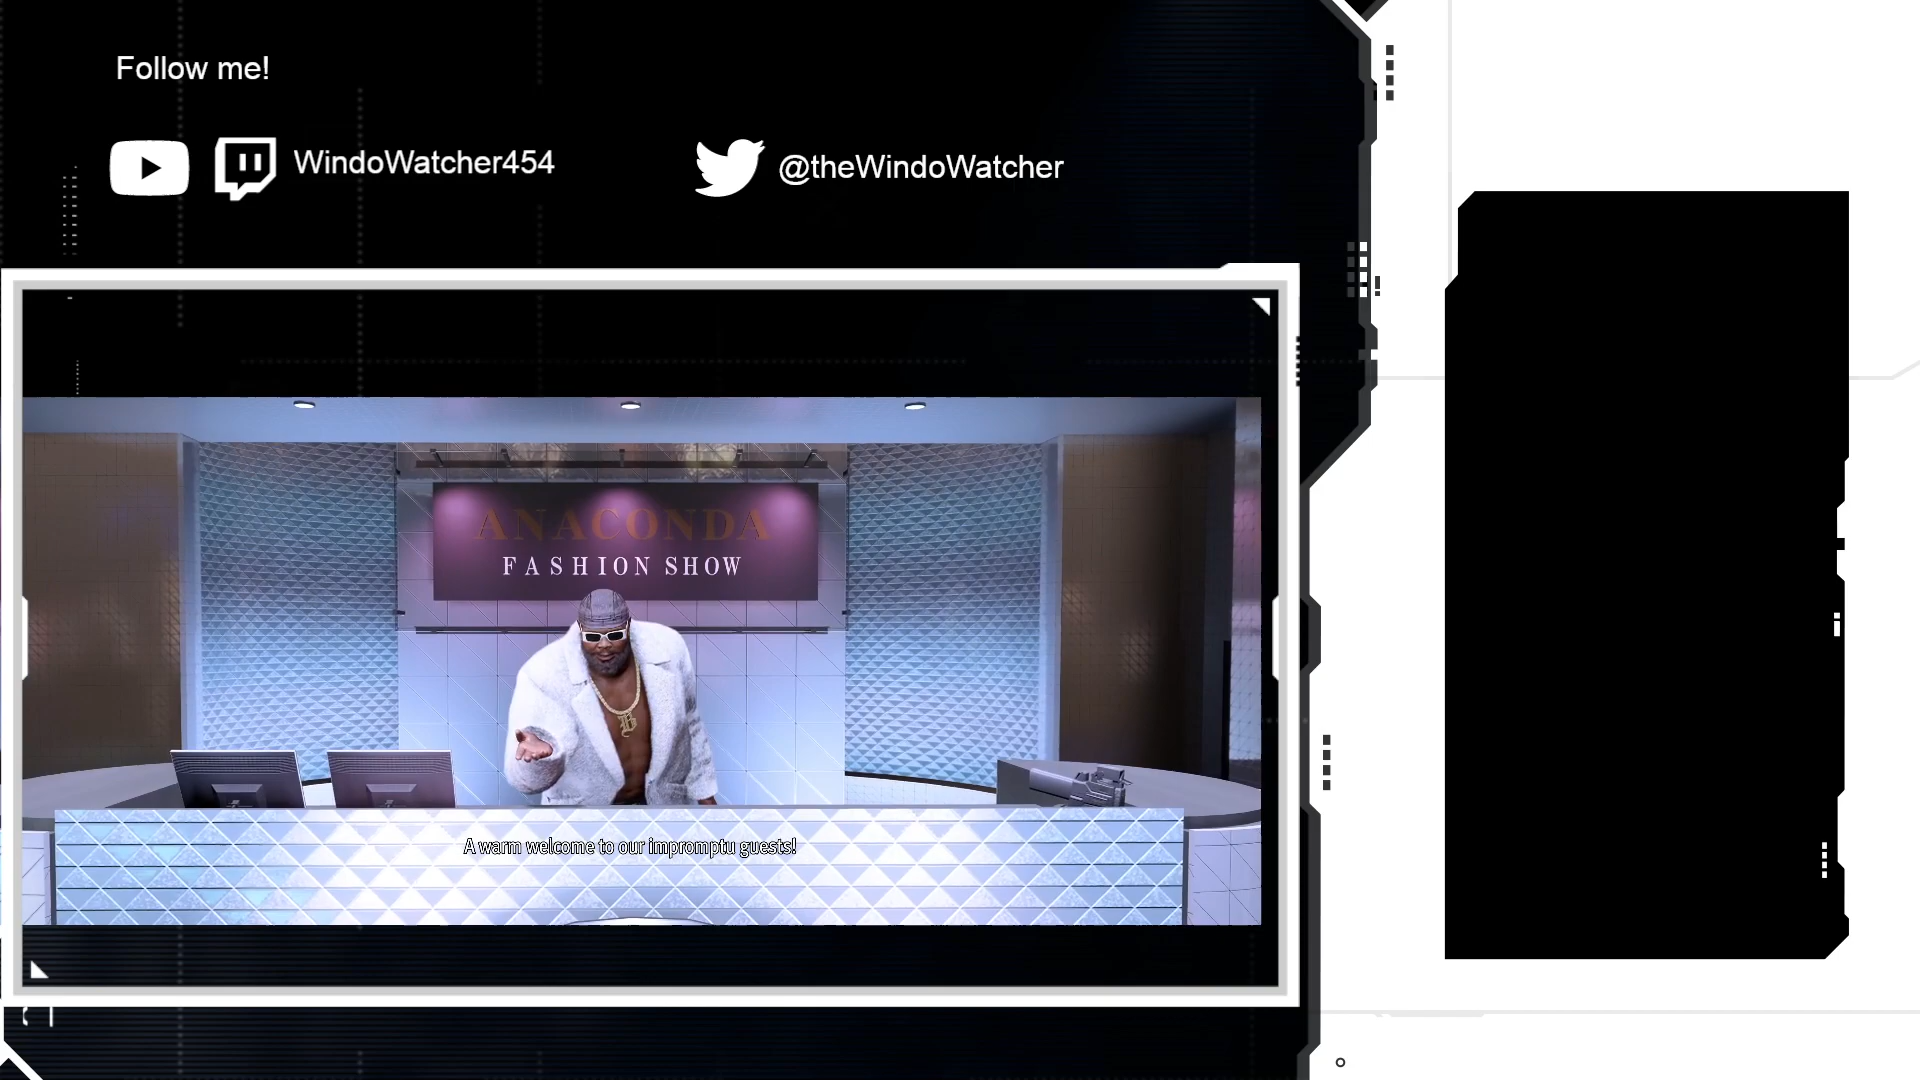 Follow me!
WindoWatcher454
@theWindoWatcher
ANACONDA
FASHION SHOW
A warm welcome to our impromptu guests!